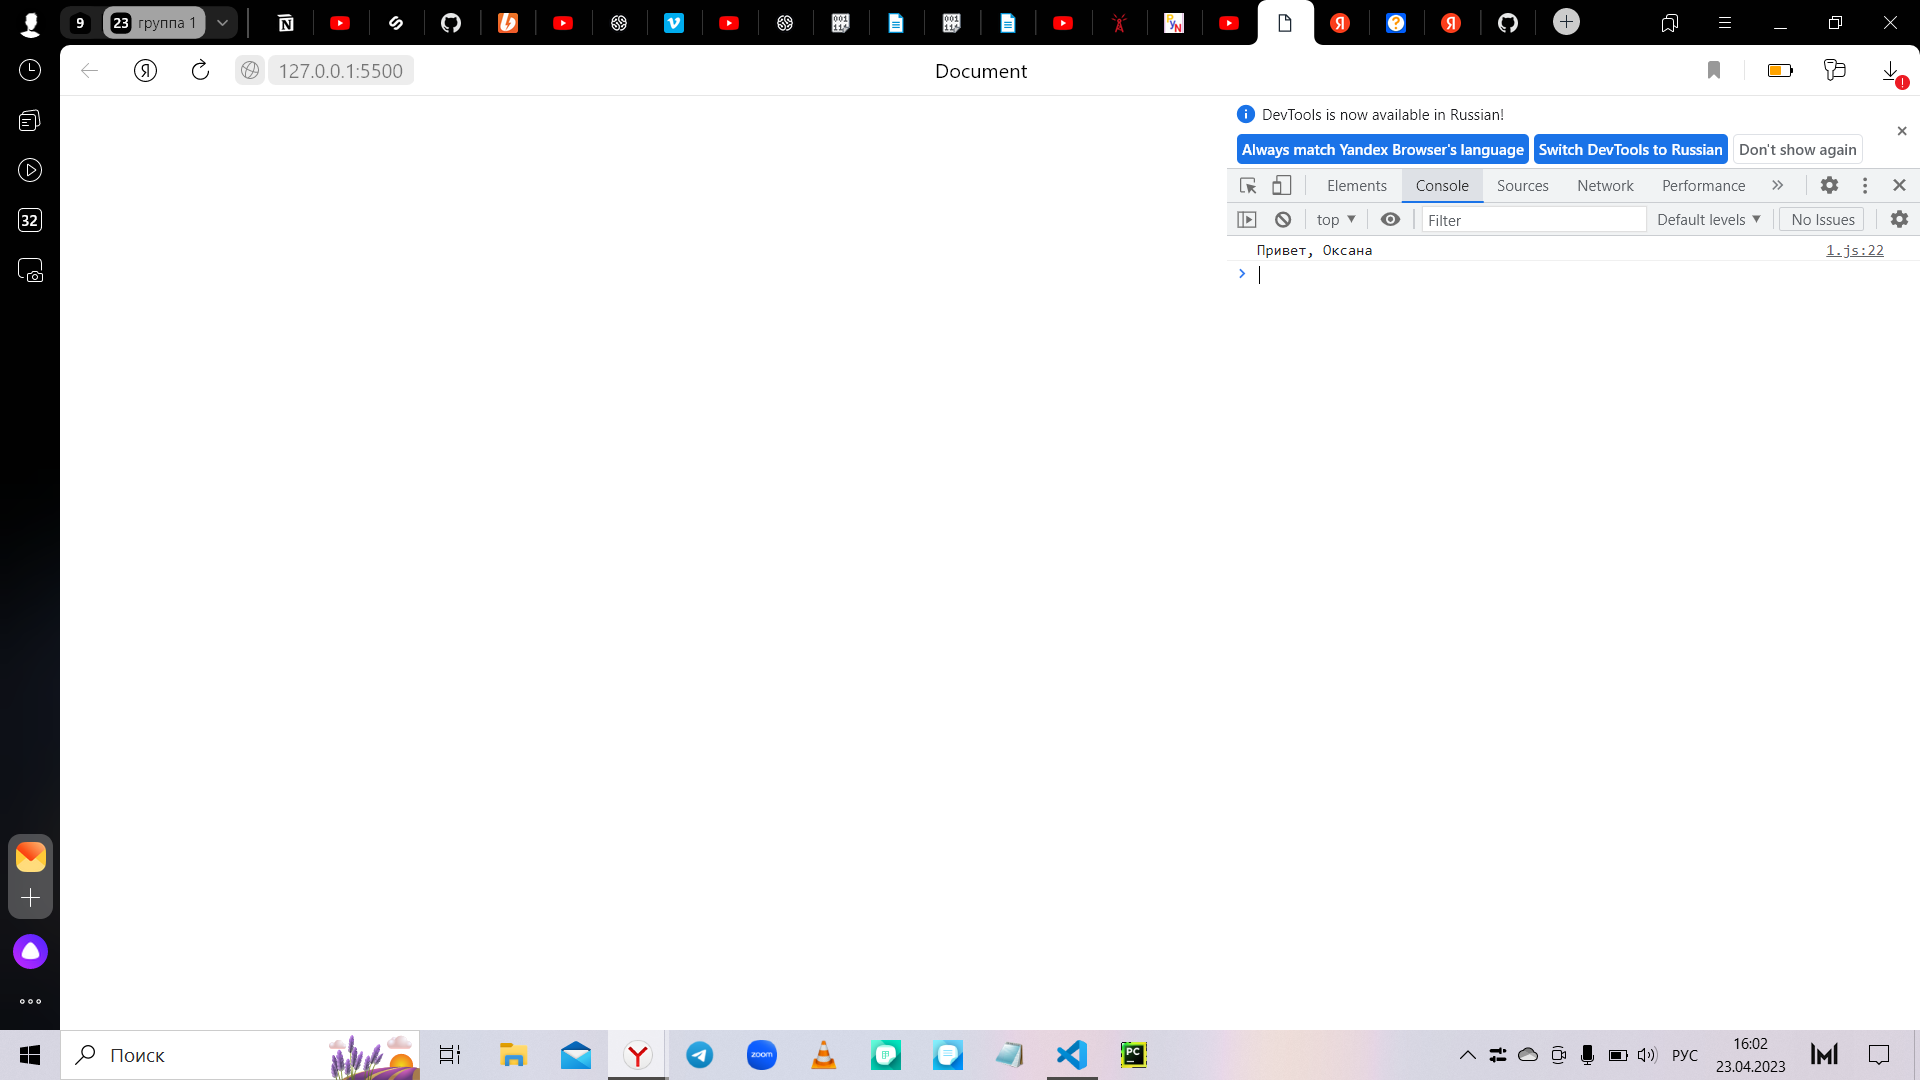 9 23 группа 1
127.0.0.1:5500 Document
DevTools is now available in Russian!
Always match Yandex Browser's language Switch DevTools to Russian Don't show again
Elements Console Sources Network Performance
top Filter Default levels No Issues
Привет, Оксана 1.js:22
32
Поиск
zoom
PC
РУС
16:02
23.04.2023